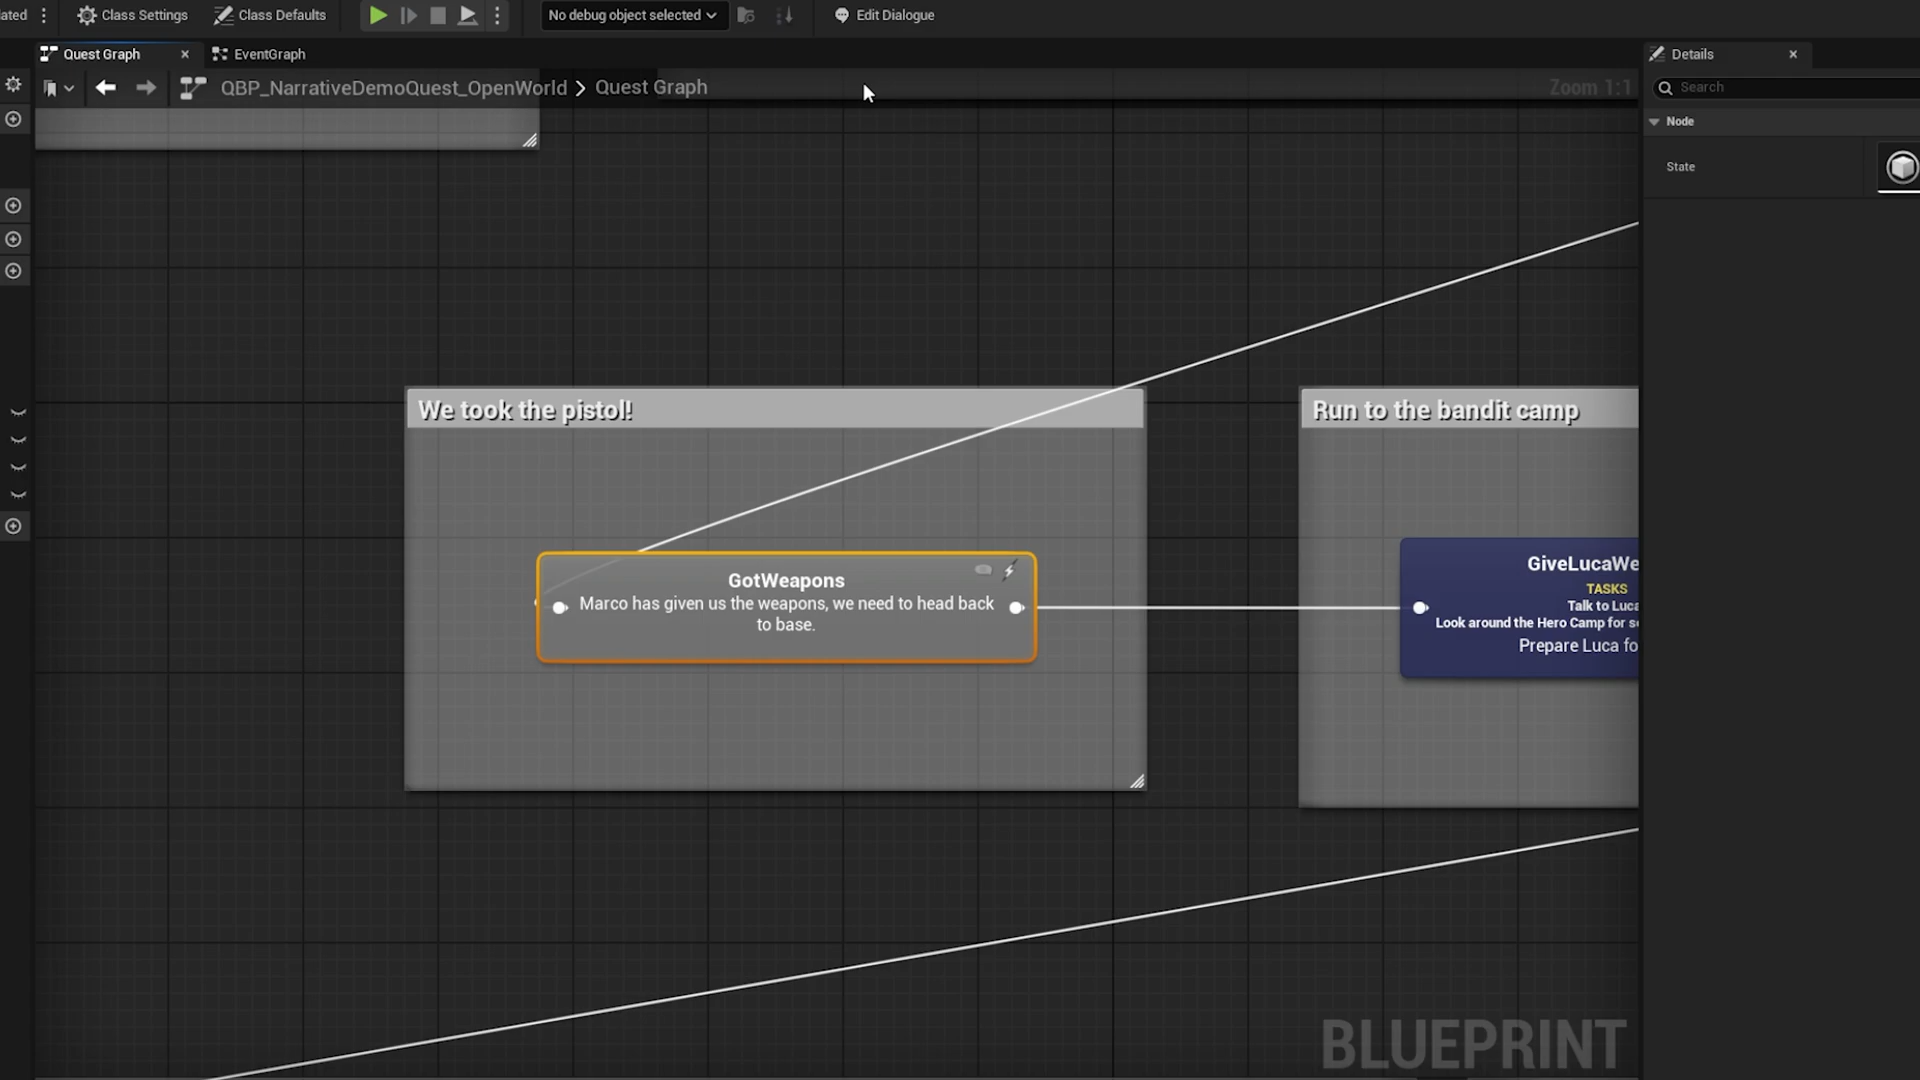 ated
Class Settings
Class Defaults
No debug object selected
Edit Dialogue
Quest Graph
EventGraph
Details
QBP_NarrativeDemoQuest_OpenWorld > Quest Graph
Zoom 1:1
Search
Node
State
We took the pistol!
Run to the bandit camp
GotWeapons
Marco has given us the weapons, we need to head back
to base.
GiveLucaWe
TASKS
Talk to Luca
Look around the Hero Camp for s
Prepare Luca fo
BLUEPRINT